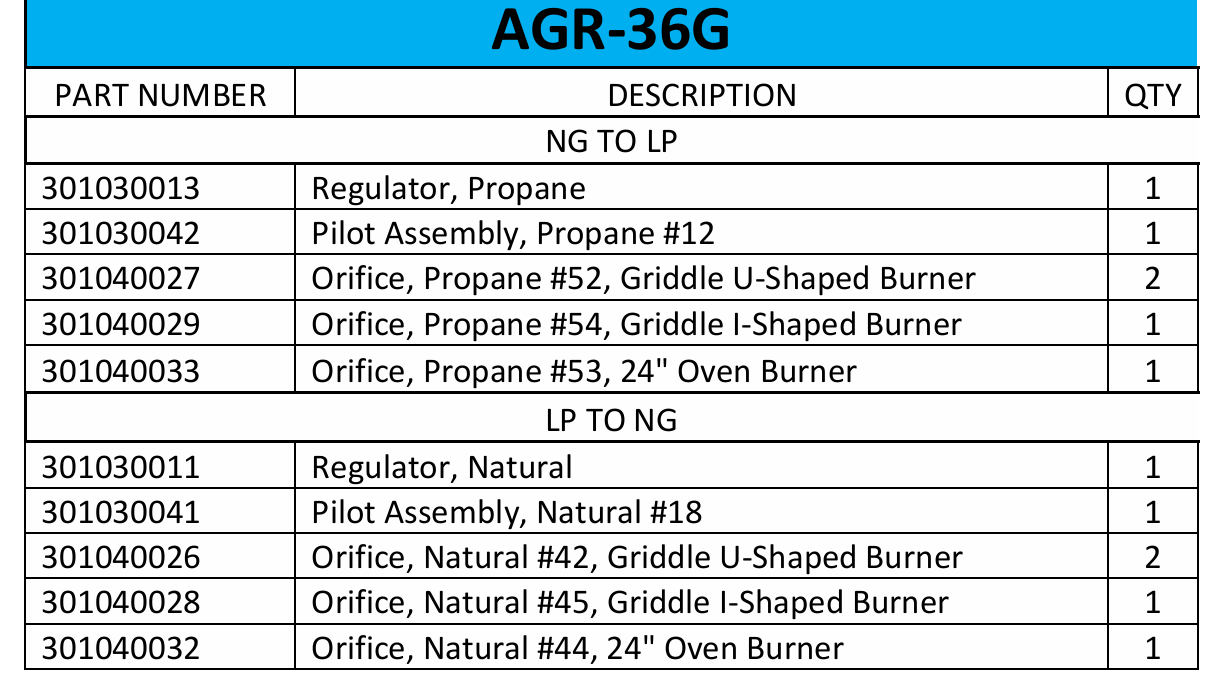 AGR-36G
PART NUMBER DESCRIPTION QTY
NG TO LP
301030013 Regulator, Propane 1
301030042 Pilot Assembly, Propane #12 1
301040027 Orifice, Propane #52, Griddle U-Shaped Burner 2
301040029 Orifice, Propane #54, Griddle I-Shaped Burner 1
301040033 Orifice, Propane #53, 24" Oven Burner 1
LP TO NG
301030011 Regulator, Natural 1
301030041 Pilot Assembly, Natural #18 1
301040026 Orifice, Natural #42, Griddle U-Shaped Burner 2
301040028 Orifice, Natural #45, Griddle I-Shaped Burner 1
301040032 Orifice, Natural #44, 24" Oven Burner 1